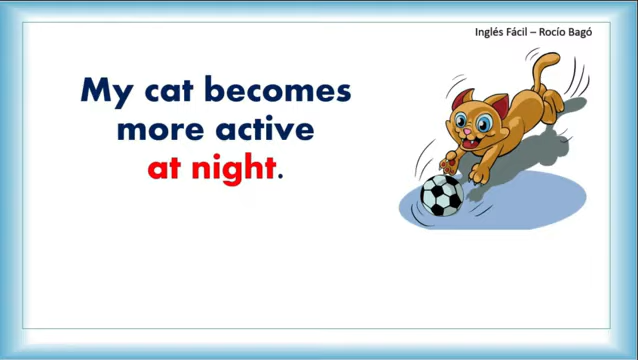 Inglés Fácil – Rocío Bagó
My cat becomes
more active
at night.